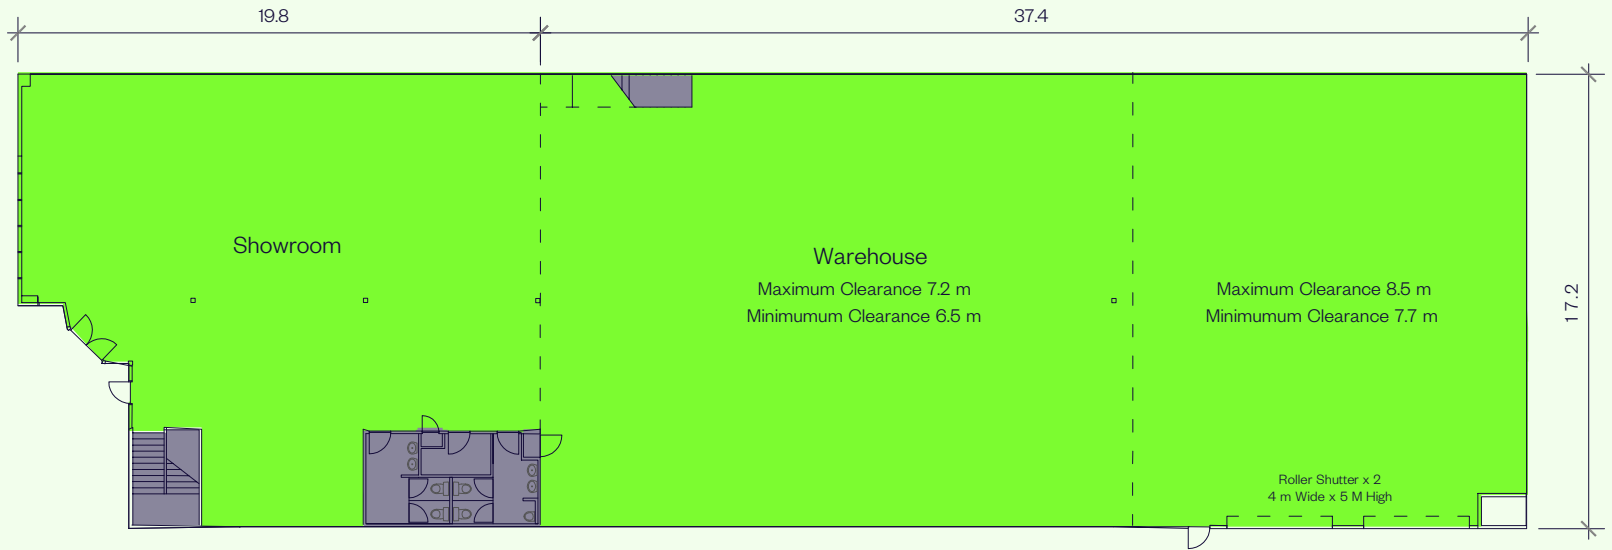 19.8
37.4
Showroom
Warehouse
Maximum Clearance 7.2 m
Minimumum Clearance 6.5 m
Maximum Clearance 8.5 m
Minimumum Clearance 7.7 m
17.2
Roller Shutter x 2
4 m Wide x 5 M High